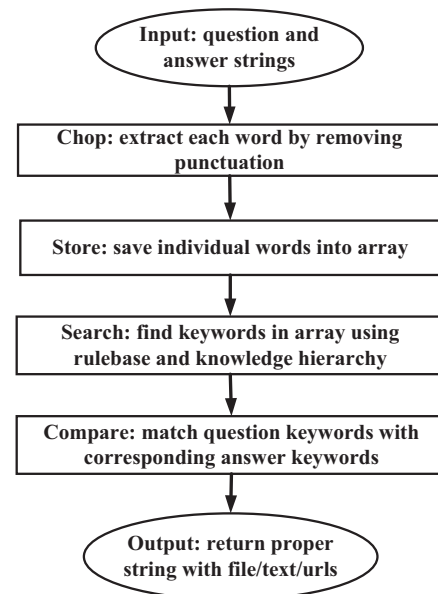 Input: question and
answer strings
Chop: extract each word by removing
punctuation
Store: save individual words into array
Search: find keywords in array using
rulebase and knowledge hierarchy
Compare: match question keywords with
corresponding answer keywords
Output: return proper
string with file/text/urls